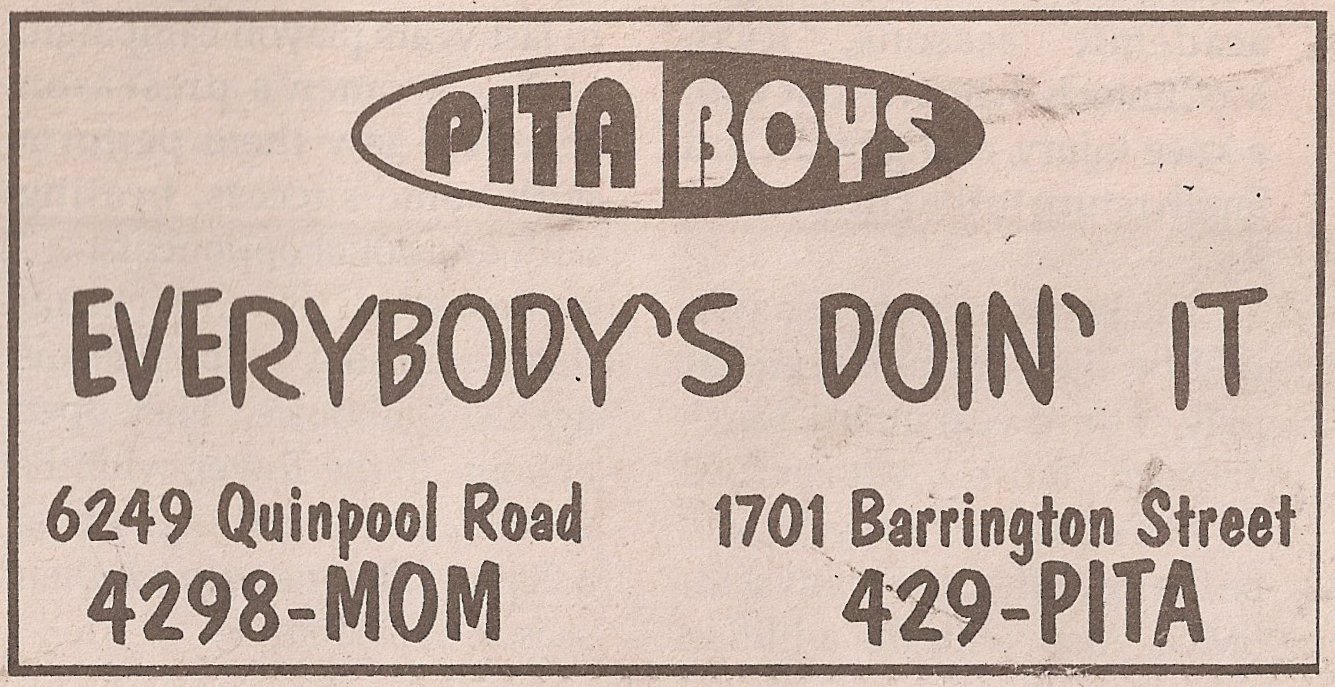 PITA BOYS
EVERYBODY'S DOIN' IT
6249 Quinpool Road
4298-MOM
1701 Barrington Street
429-PITA